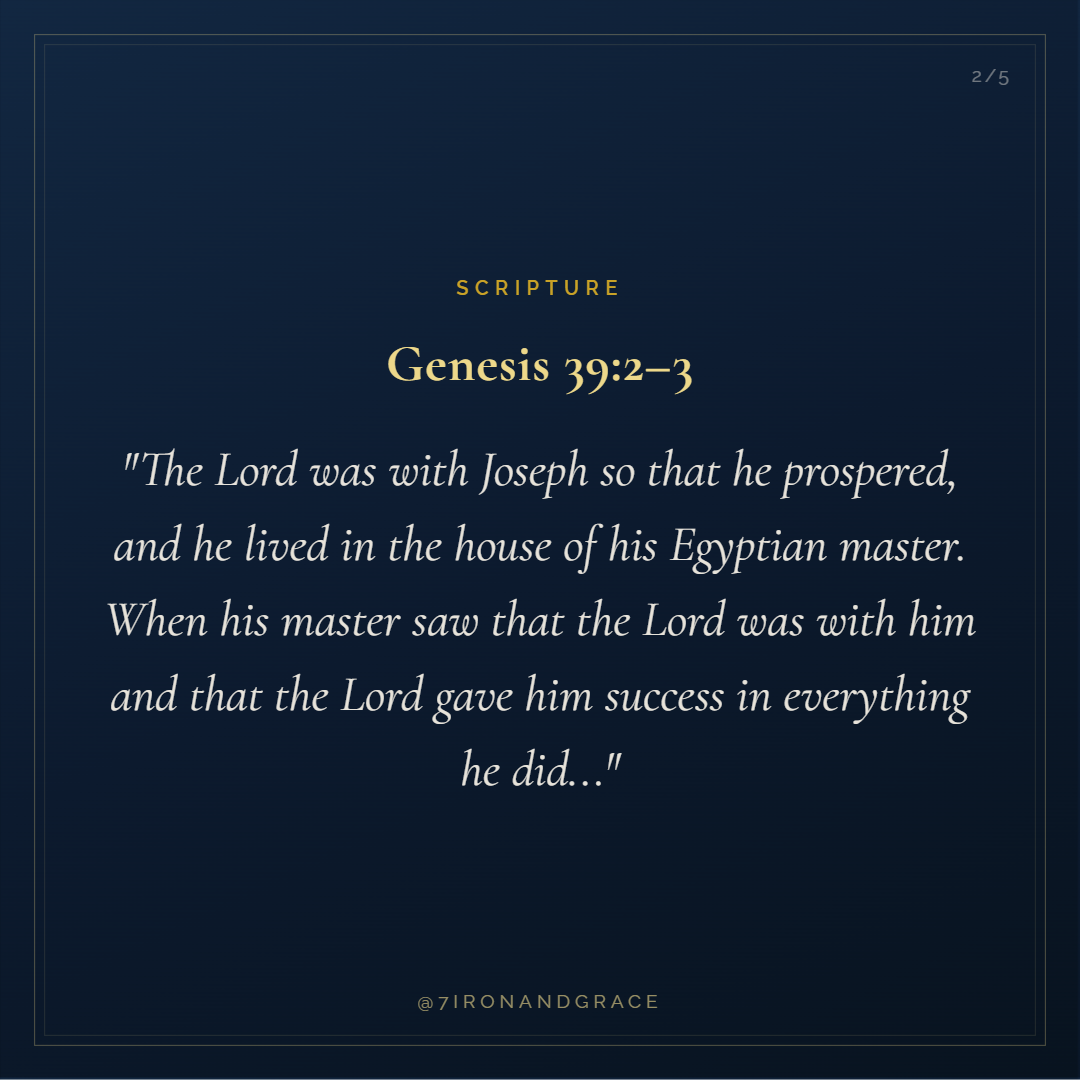 2/5
SCRIPTURE
Genesis 39:2–3
"The Lord was with Joseph so that he prospered,
and he lived in the house of his Egyptian master.
When his master saw that the Lord was with him
and that the Lord gave him success in everything
he did..."
@7IRONANDGRACE